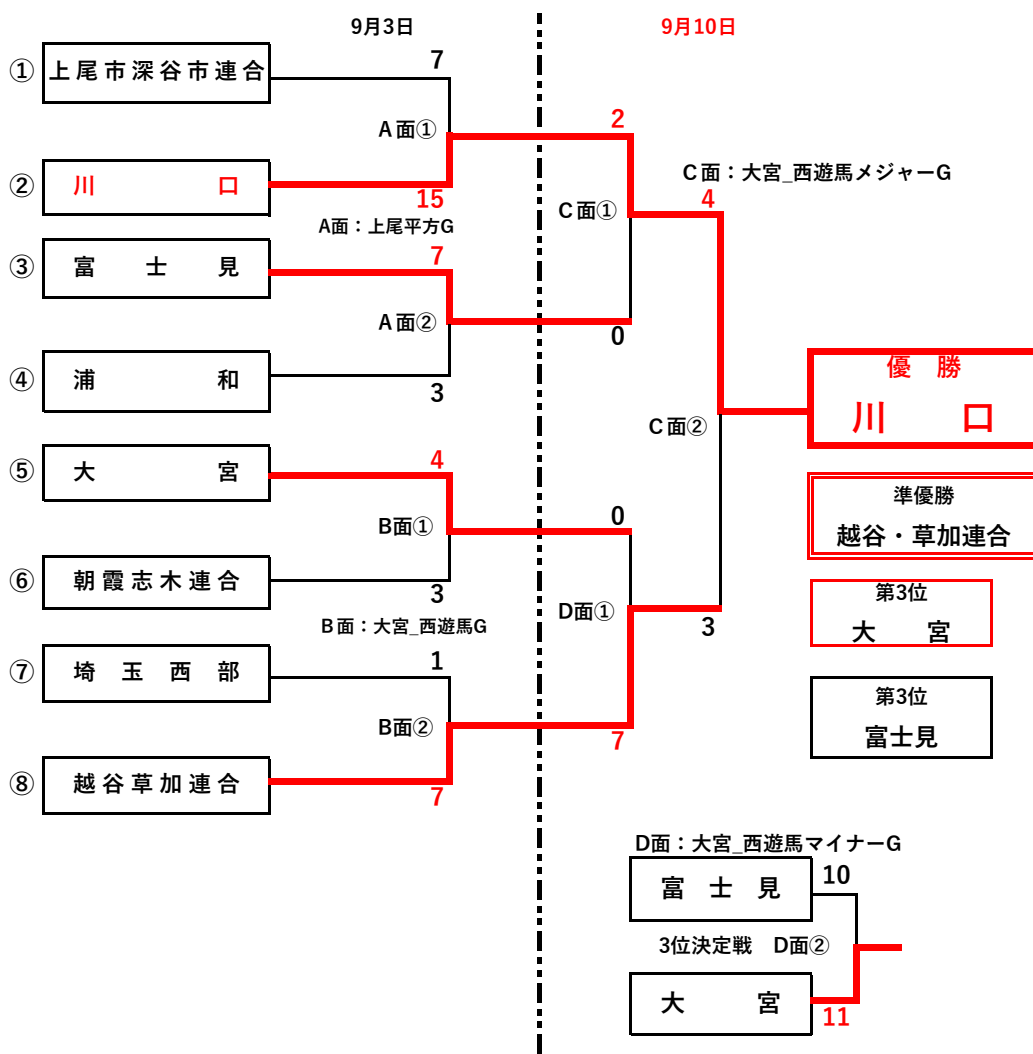 9月3日
9月10日
① 上尾市深谷市連合
7
A面①
2
② 川口
15
C面：大宮_西遊馬メジャーG
4
C面①
A面：上尾平方G
③ 富士見
7
A面②
0
④ 浦和
3
優勝
川口
C面②
⑤ 大宮
4
準優勝
越谷・草加連合
B面①
0
⑥ 朝霞志木連合
3
第3位
大宮
D面①
3
B面：大宮_西遊馬G
⑦ 埼玉西部
1
第3位
富士見
B面②
7
⑧ 越谷草加連合
7
D面：大宮_西遊馬マイナーG
富士見
10
3位決定戦　D面②
大宮
11